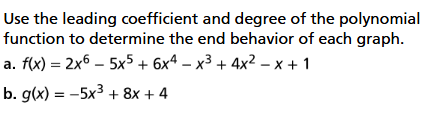 Use the leading coefficient and degree of the polynomial
function to determine the end behavior of each graph.
a. f(x) = 2x⁶ – 5x⁵ + 6x⁴ – x³ + 4x² – x + 1
b. g(x) = –5x³ + 8x + 4